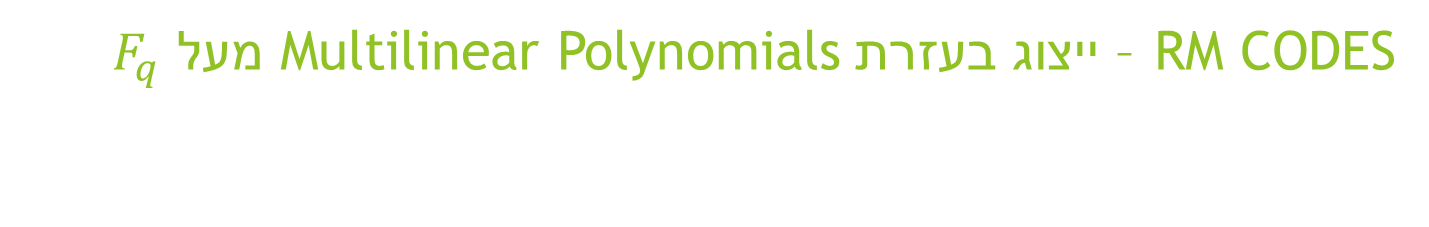 RM CODES – ייצוג בעזרת Multilinear Polynomials מעל $F_q$